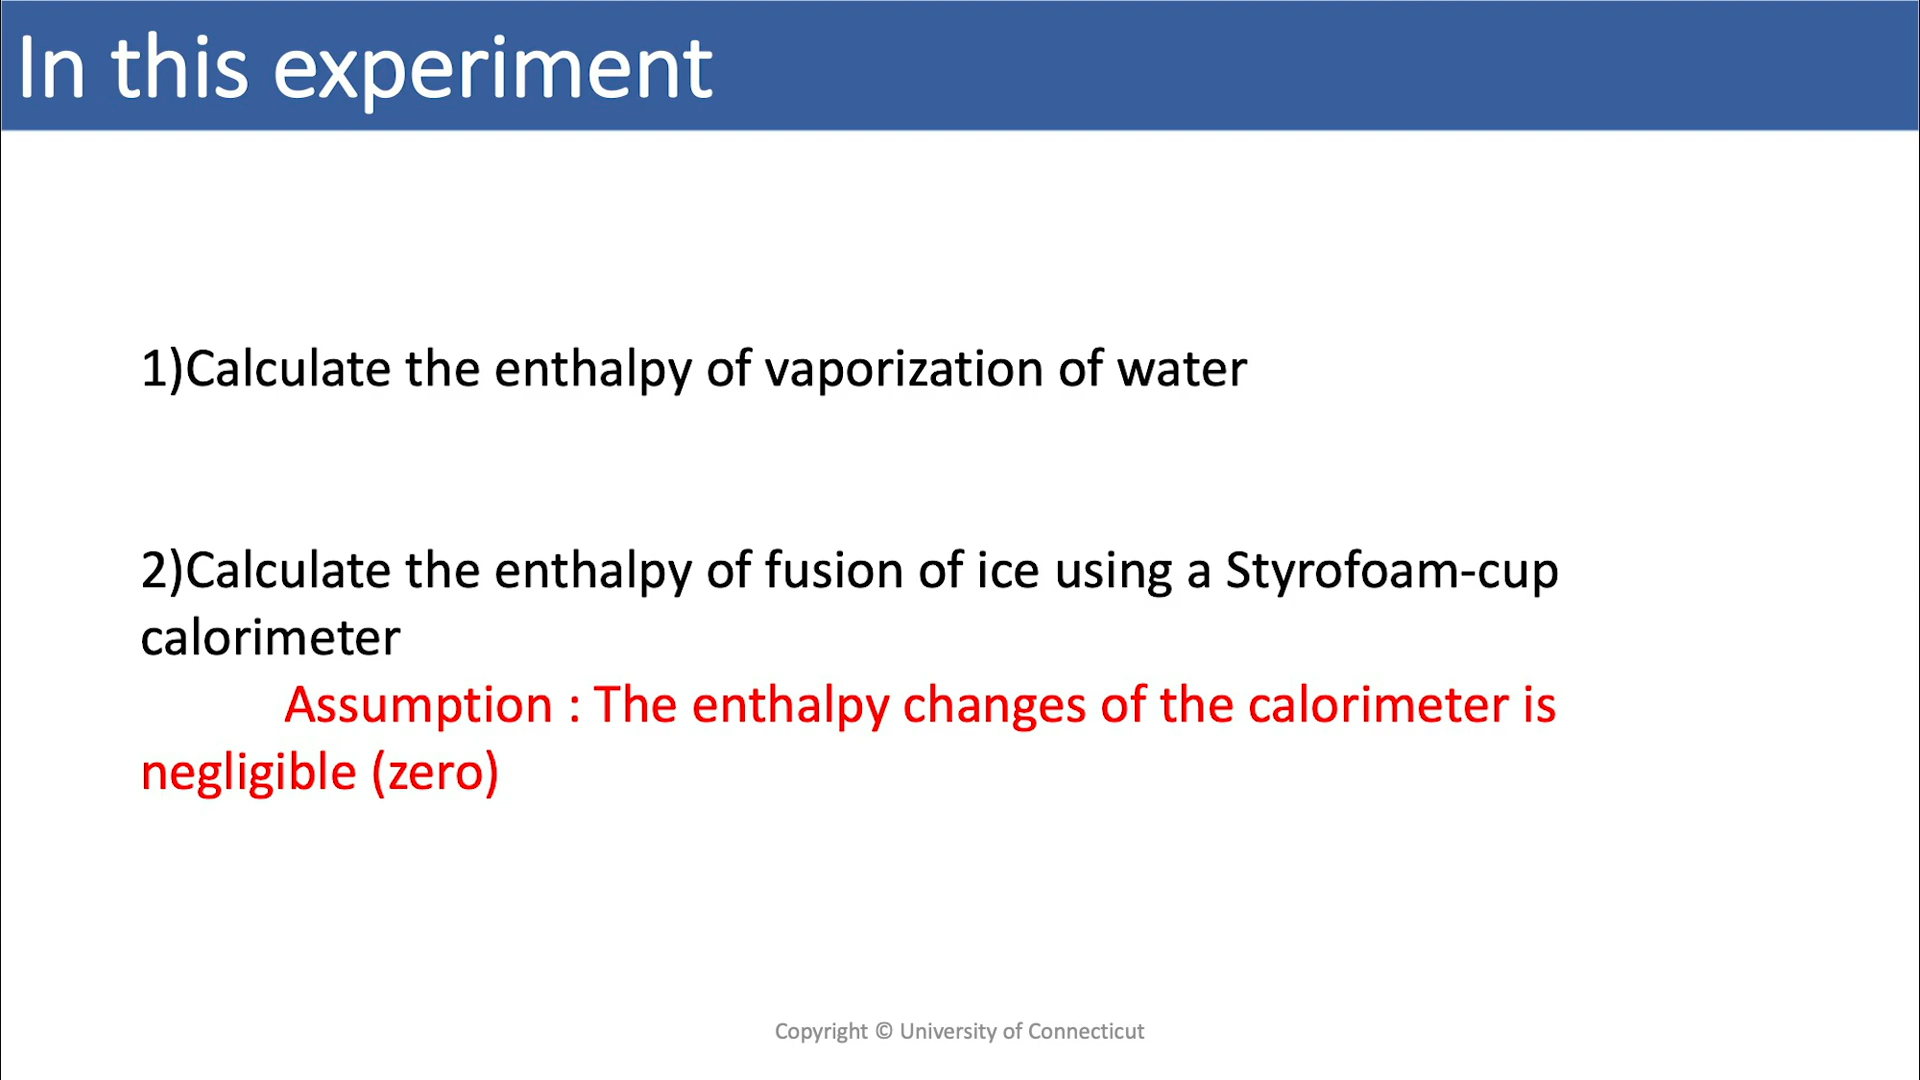 In this experiment
1)Calculate the enthalpy of vaporization of water
2)Calculate the enthalpy of fusion of ice using a Styrofoam-cup
calorimeter
Assumption : The enthalpy changes of the calorimeter is
negligible (zero)
Copyright © University of Connecticut